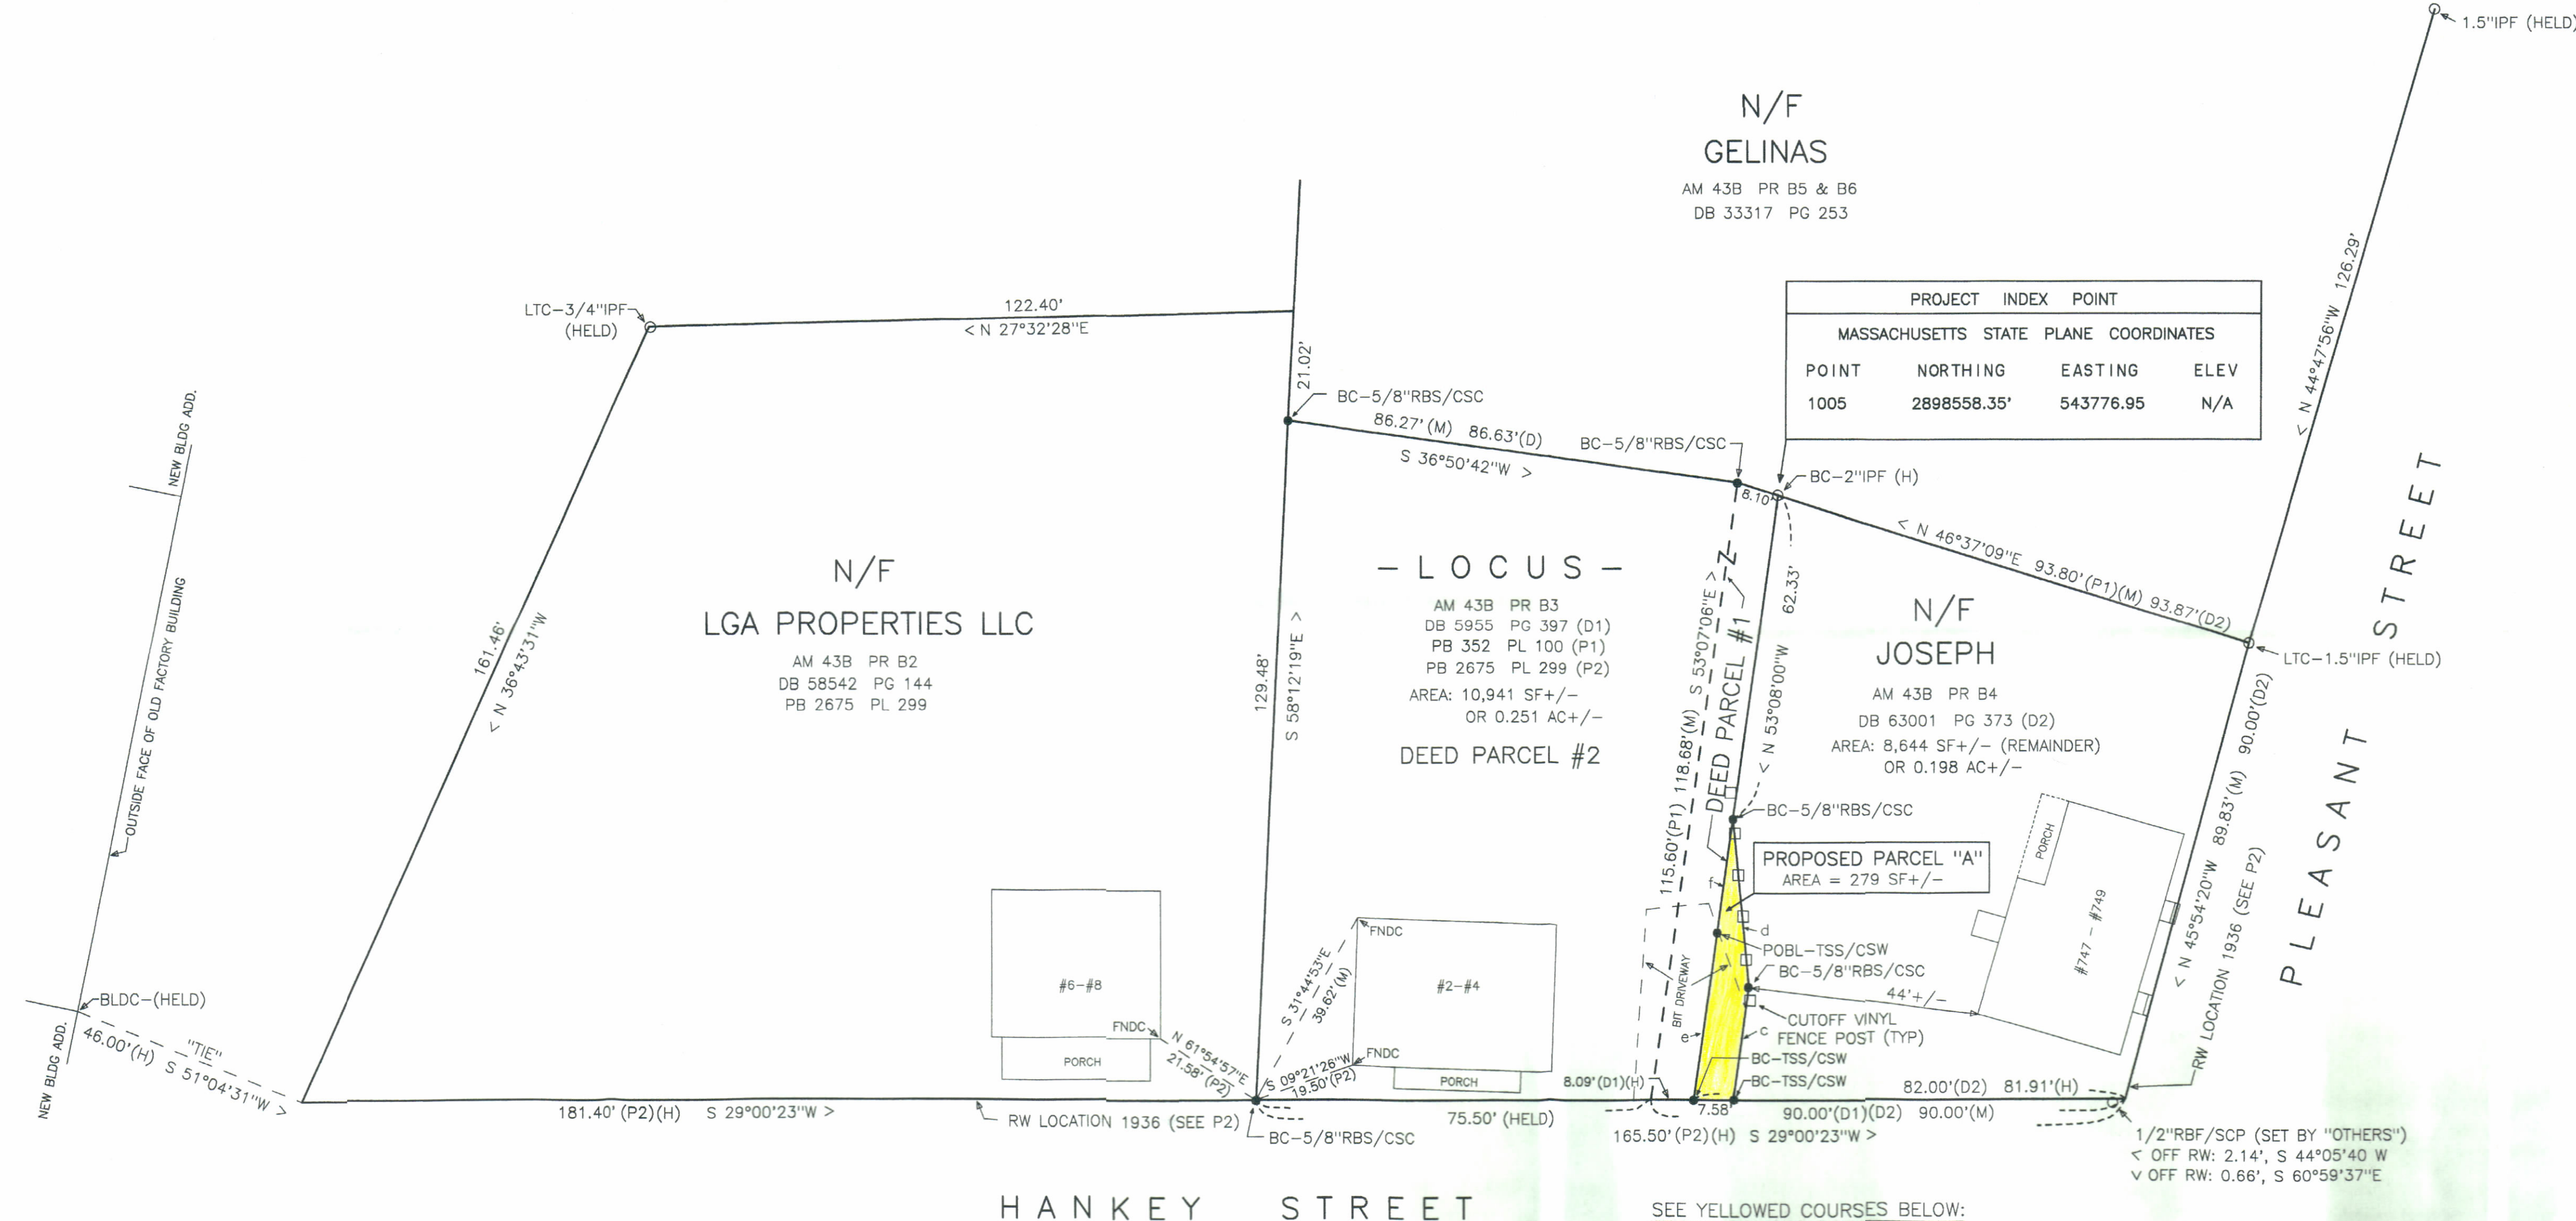 1.5"IPF (HELD)
N/F
GELINAS
AM 43B PR B5 & B6
DB 33317 PG 253
< N 44°47'56"W 126.29'
LTC-3/4"IPF
(HELD)
122.40'
< N 27°32'28"E
21.02'
BC-5/8"RBS/CSC
86.27'(M) 86.63'(D)
S 36°50'42"W >
BC-5/8"RBS/CSC
PROJECT INDEX POINT
MASSACHUSETTS STATE PLANE COORDINATES
POINT NORTHING EASTING ELEV
1005 2898558.35' 543776.95 N/A
BC-2"IPF (H)
8.10'
< N 46°37'09"E 93.80'(P1)(M) 93.87'(D2)
LTC-1.5"IPF (HELD)
NEW BLDG ADD.
OUTSIDE FACE OF OLD FACTORY BUILDING
161.46'
< N 36°43'31"W
N/F
LGA PROPERTIES LLC
AM 43B PR B2
DB 58542 PG 144
PB 2675 PL 299
129.48'
S 58°12'19"E >
- LOCUS -
AM 43B PR B3
DB 5955 PG 397 (D1)
PB 352 PL 100 (P1)
PB 2675 PL 299 (P2)
AREA: 10,941 SF+/-
OR 0.251 AC+/-
DEED PARCEL #2
115.60'(P1) 118.68'(M) S 53°07'06"E >
Z
DEED PARCEL #1
< N 53°08'00"W 62.33'
N/F
JOSEPH
AM 43B PR B4
DB 63001 PG 373 (D2)
AREA: 8,644 SF+/- (REMAINDER)
OR 0.198 AC+/-
< N 45°54'20"W 89.83'(M) 90.00'(D2)
RW LOCATION 1936 (SEE P2)
PLEASANT STREET
BC-5/8"RBS/CSC
PROPOSED PARCEL "A"
AREA = 279 SF+/-
f
d
POBL-TSS/CSW
BC-5/8"RBS/CSC
44'+/-
CUTOFF VINYL
FENCE POST (TYP)
c
e
BIT DRIVEWAY
BC-TSS/CSW
BC-TSS/CSW
PORCH
#747 - #749
#6-#8
FNDC
PORCH
N 61°54'57"E
21.58'(P2)
S 31°44'53"E
39.62'(M)
FNDC
#2-#4
FNDC
S 09°21'26"W
19.50'(P2)
PORCH
BLDC-(HELD)
NEW BLDG ADD.
"TIE"
46.00'(H) S 51°04'31"W >
181.40'(P2)(H) S 29°00'23"W >
RW LOCATION 1936 (SEE P2)
BC-5/8"RBS/CSC
75.50' (HELD)
8.09'(D1)(H)
7.58'
82.00'(D2) 81.91'(H)
90.00'(D1)(D2) 90.00'(M)
165.50'(P2)(H) S 29°00'23"W >
1/2"RBF/SCP (SET BY "OTHERS")
< OFF RW: 2.14', S 44°05'40 W
v OFF RW: 0.66', S 60°59'37"E
HANKEY STREET
SEE YELLOWED COURSES BELOW: